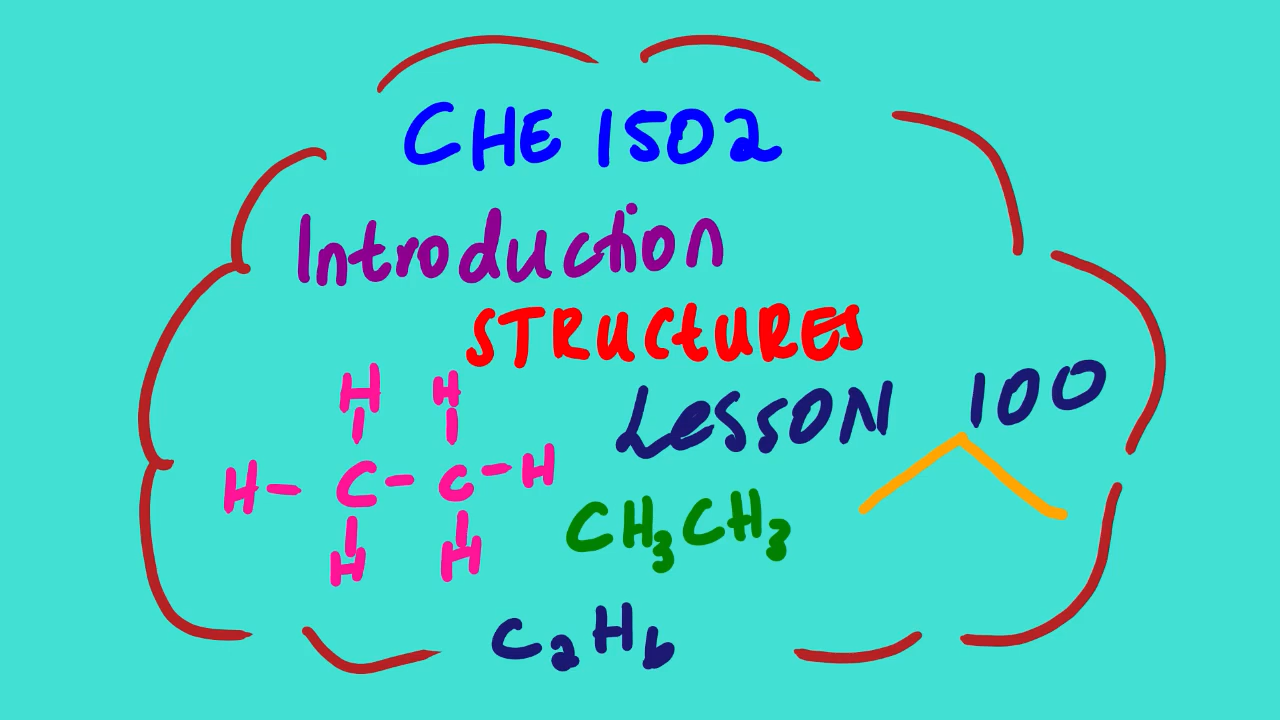 CHE 1502
Introduction
STRUCTURES
LESSON 100
H H
H-C-C-H
H H
CH₃CH₃
C₂H₆